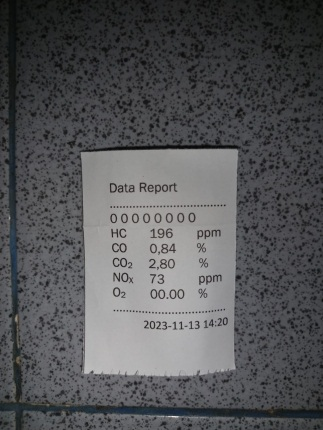 Data Report
00000000
HC 196 ppm
CO 0,84 %
CO₂ 2,80 %
NOx 73 ppm
O₂ 00.00 %
2023-11-13 14:20